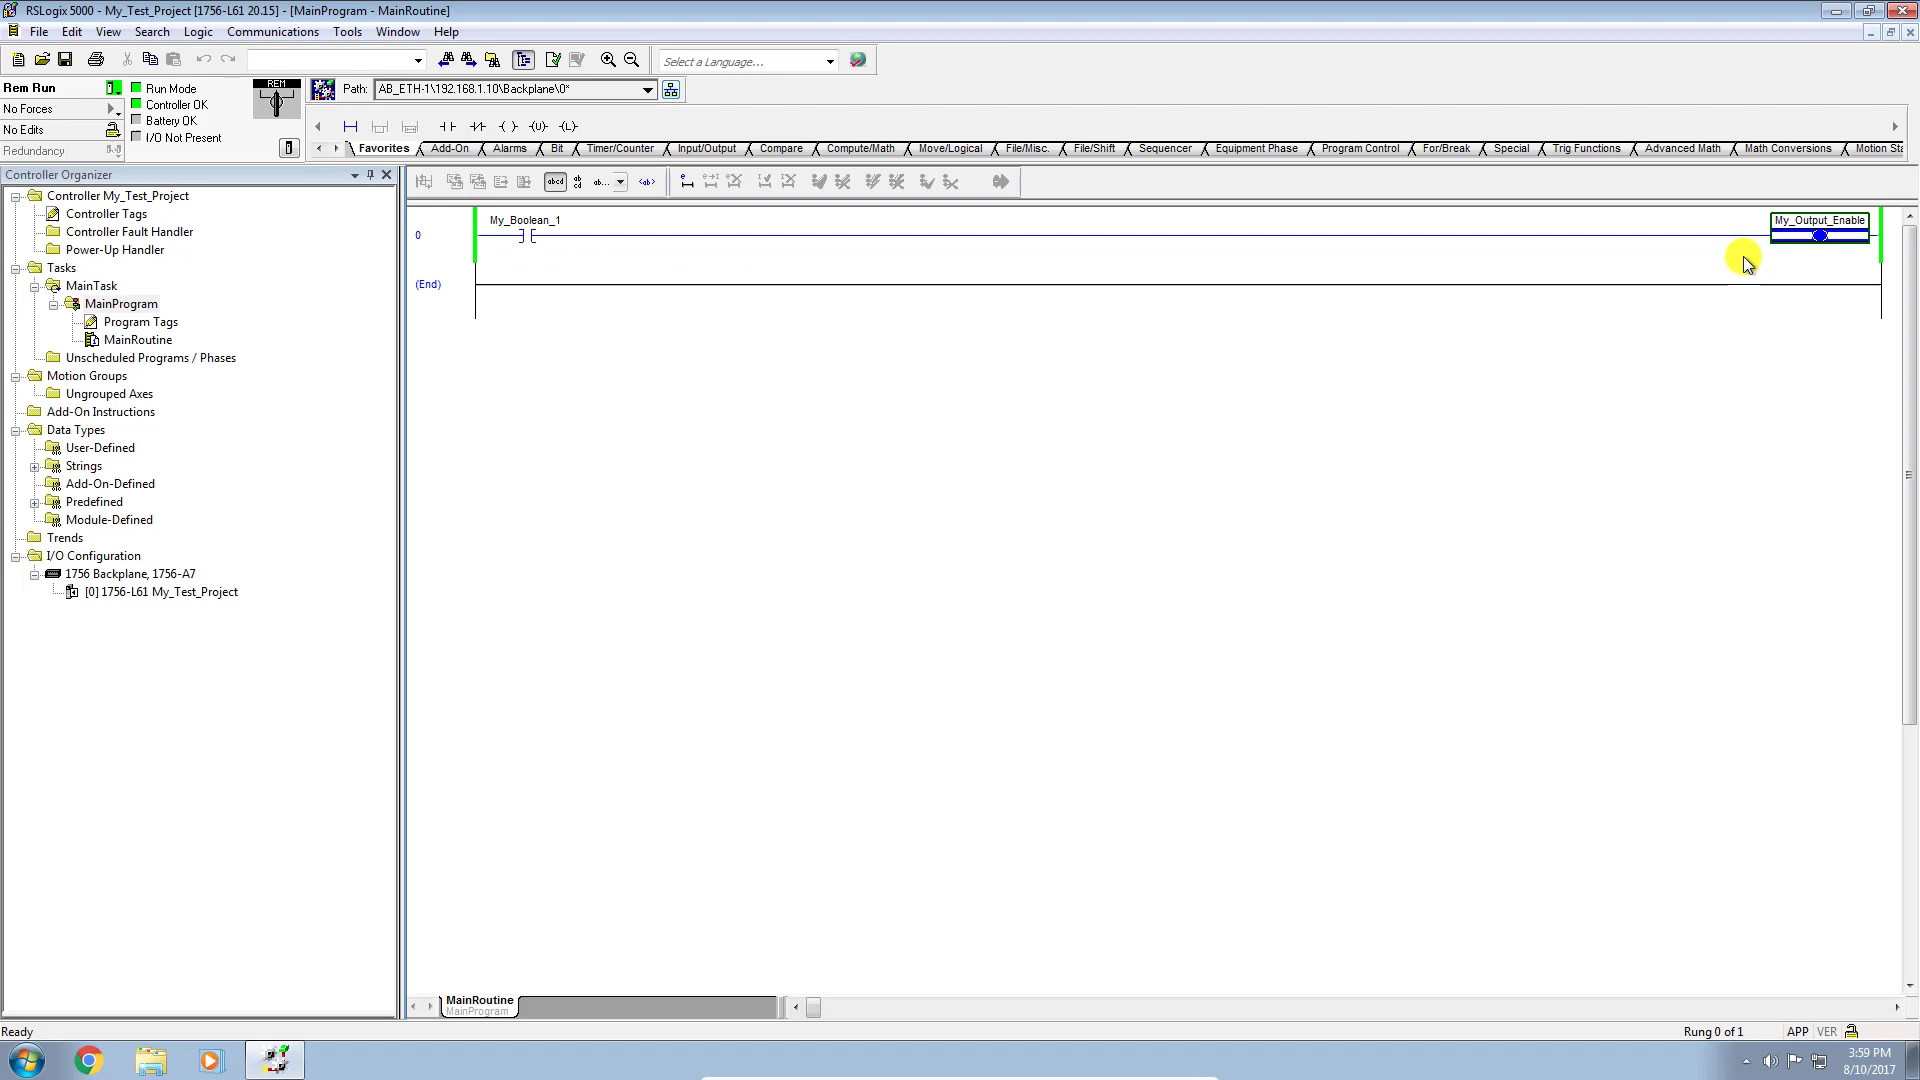 RSLogix 5000 - My_Test_Project [1756-L61 20.15] - [MainProgram - MainRoutine]
File Edit View Search Logic Communications Tools Window Help
Select a Language...
Rem Run
No Forces
No Edits
Redundancy
Run Mode
Controller OK
Battery OK
I/O Not Present
REM
Path: AB_ETH-1\192.168.1.10\Backplane\0*
Favorites Add-On Alarms Bit Timer/Counter Input/Output Compare Compute/Math Move/Logical File/Misc. File/Shift Sequencer Equipment Phase Program Control For/Break Special Trig Functions Advanced Math Math Conversions Motion Sta
Controller Organizer
Controller My_Test_Project
Controller Tags
Controller Fault Handler
Power-Up Handler
Tasks
MainTask
MainProgram
Program Tags
MainRoutine
Unscheduled Programs / Phases
Motion Groups
Ungrouped Axes
Add-On Instructions
Data Types
User-Defined
Strings
Add-On-Defined
Predefined
Module-Defined
Trends
I/O Configuration
1756 Backplane, 1756-A7
[0] 1756-L61 My_Test_Project
My_Boolean_1
My_Output_Enable
0
(End)
MainRoutine
MainProgram
Ready
Rung 0 of 1
APP
VER
3:59 PM
8/10/2017